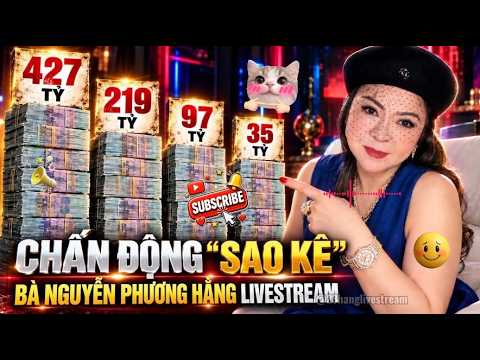 427
TỶ
219
TỶ
97
TỶ
35
TỶ
SUBSCRIBE
CHẤN ĐỘNG "SAO KÊ"
BÀ NGUYỄN PHƯƠNG HẰNG LIVESTREAM